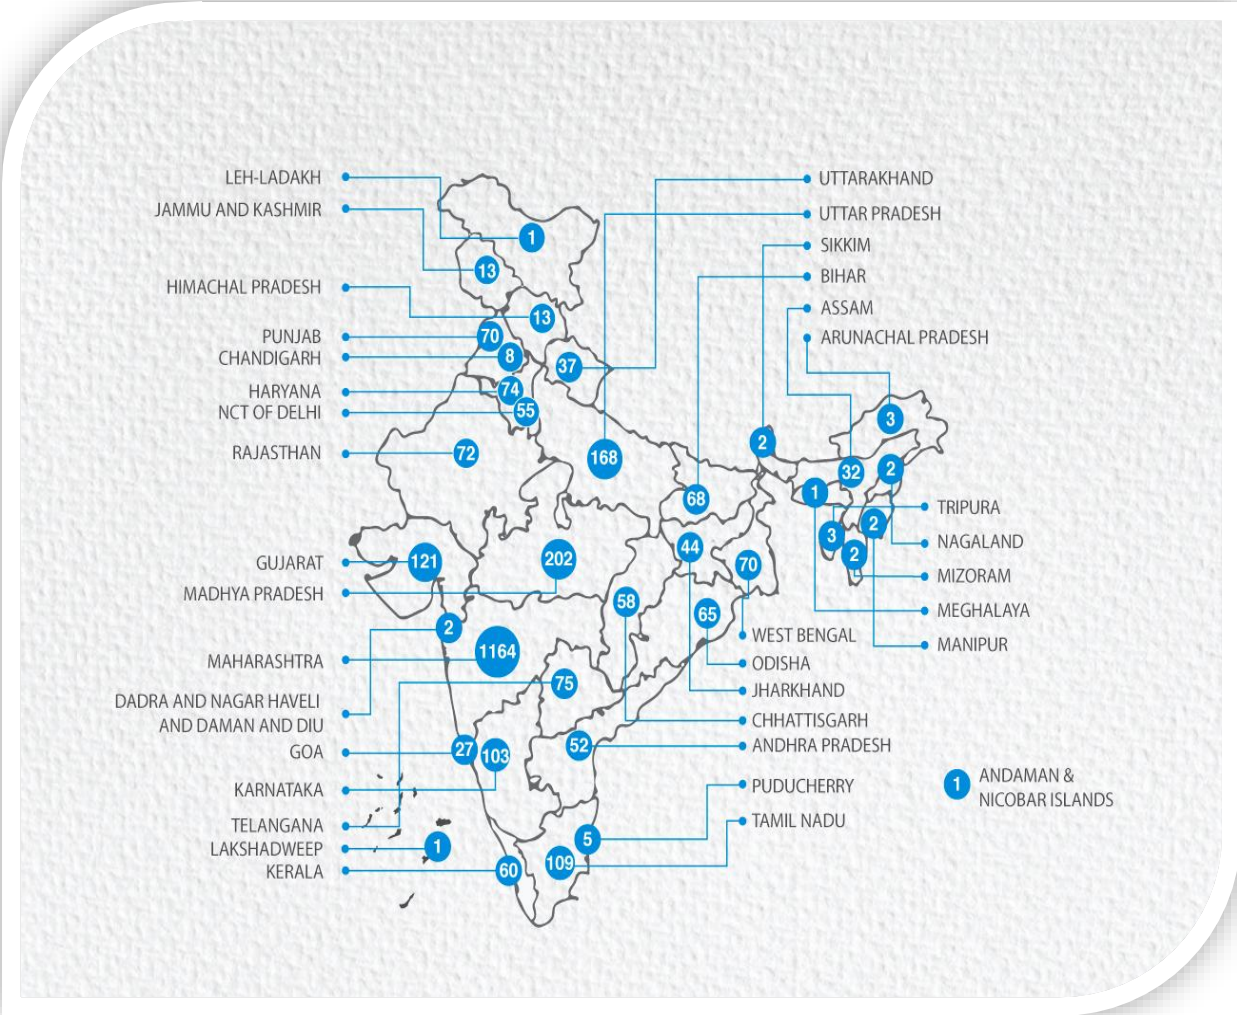 LEH-LADAKH
JAMMU AND KASHMIR
HIMACHAL PRADESH
PUNJAB
CHANDIGARH
HARYANA
NCT OF DELHI
RAJASTHAN
GUJARAT
MADHYA PRADESH
MAHARASHTRA
DADRA AND NAGAR HAVELI
AND DAMAN AND DIU
GOA
KARNATAKA
TELANGANA
LAKSHADWEEP
KERALA
1
13
13
70
8
37
74
55
72
168
2
3
32
2
1
68
2
3
2
44
121
202
70
58
65
2
1164
75
27
103
52
1
5
109
60
UTTARAKHAND
UTTAR PRADESH
SIKKIM
BIHAR
ASSAM
ARUNACHAL PRADESH
TRIPURA
NAGALAND
MIZORAM
MEGHALAYA
MANIPUR
WEST BENGAL
ODISHA
JHARKHAND
CHHATTISGARH
ANDHRA PRADESH
PUDUCHERRY
TAMIL NADU
1
ANDAMAN &
NICOBAR ISLANDS